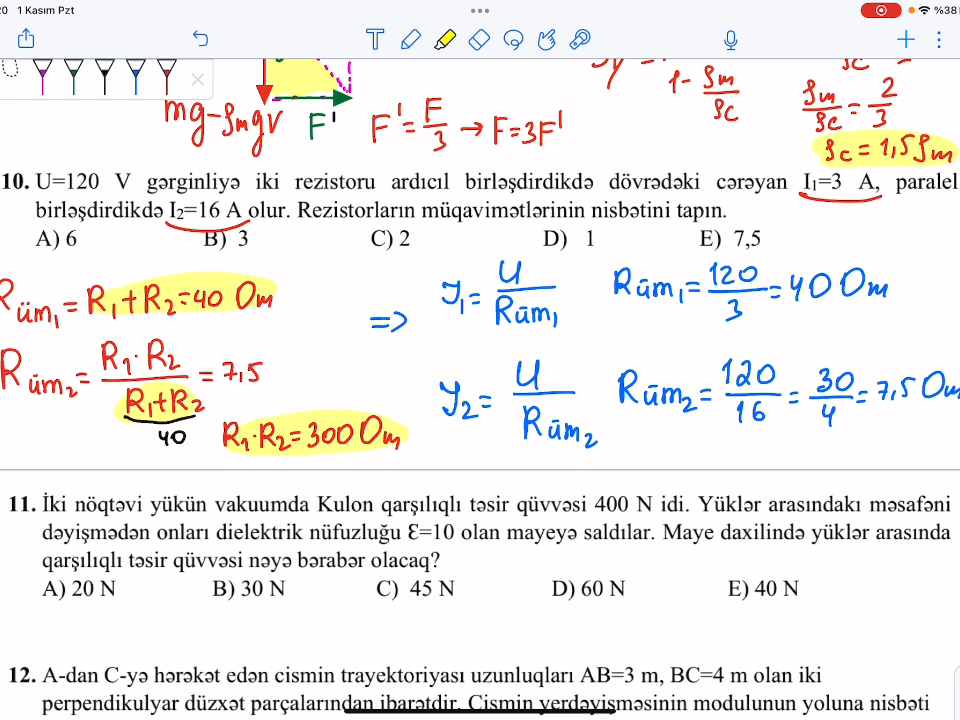 20 1 Kasım Pzt
%38
mg-ρmgV F' F'=F/3 → F=3F'
1-ρm/ρc
ρm/ρc=2/3
ρc=1,5ρm
10. U=120 V gərginliyə iki rezistoru ardıcıl birləşdirdikdə dövrədəki cərəyan I₁=3 A, paralel
birləşdirdikdə I₂=16 A olur. Rezistorların müqavimətlərinin nisbətini tapın.
A) 6 B) 3 C) 2 D) 1 E) 7,5
Rüm₁=R₁+R₂=40 Om => I₁=U/Rüm₁ Rüm₁=120/3=40 Om
Rüm₂=R₁·R₂/R₁+R₂=7,5 I₂=U/Rüm₂ Rüm₂=120/16=30/4=7,5 Om
40 R₁·R₂=300 Om
11. İki nöqtəvi yükün vakuumda Kulon qarşılıqlı təsir qüvvəsi 400 N idi. Yüklər arasındakı məsafəni
dəyişmədən onları dielektrik nüfuzluğu Ɛ=10 olan mayeyə saldılar. Maye daxilində yüklər arasında
qarşılıqlı təsir qüvvəsi nəyə bərabər olacaq?
A) 20 N B) 30 N C) 45 N D) 60 N E) 40 N
12. A-dan C-yə hərəkət edən cismin trayektoriyası uzunluqları AB=3 m, BC=4 m olan iki
perpendikulyar düzxət parçalarından ibarətdir. Cismin yerdəyişməsinin modulunun yoluna nisbəti